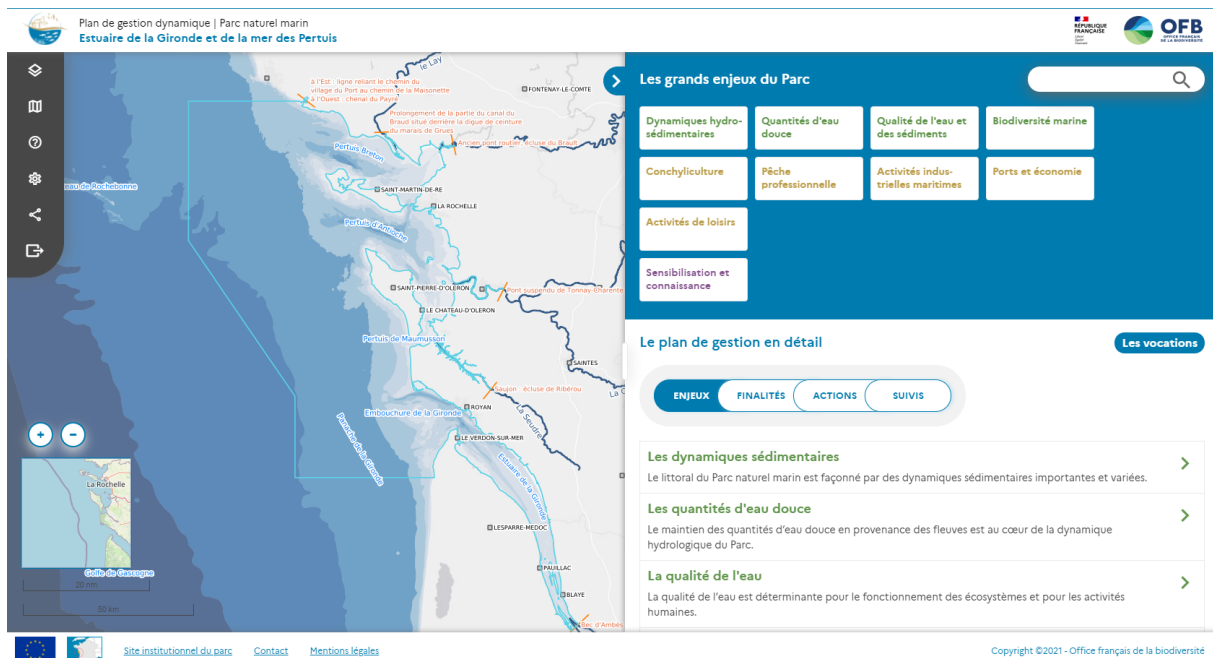 Plan de gestion dynamique | Parc naturel marin
Estuaire de la Gironde et de la mer des Pertuis
RÉPUBLIQUE
FRANÇAISE
OFB
OFFICE FRANÇAIS
DE LA BIODIVERSITÉ
à l'Est : ligne reliant le chemin du
village du Port au chemin de la Maisonette
à l'Ouest : chenal du Payré
le Lay
FONTENAY-LE-COMTE
Prolongement de la partie du canal du
Braud situé derrière la digue de ceinture
du marais de Grues
Ancien pont routier, écluse du Brault
Pertuis Breton
eau de Rochebonne
SAINT-MARTIN-DE-RE
LA ROCHELLE
Pertuis d'Antioche
SAINT-PIERRE-D'OLERON
Pont suspendu de Tonnay-Charente
LE CHATEAU-D'OLERON
Pertuis de Maumusson
SAINTES
Saujon : écluse de Ribérou
La C
Embouchure de la Gironde
ROYAN
La Seudre
Panache de la Gironde
LE VERDON-SUR-MER
Estuaire de la Gironde
LESPARRE-MEDOC
PAUILLAC
BLAYE
Bec d'Ambès
+
−
La Rochelle
Golfe de Gascogne
20 nm
50 km
Les grands enjeux du Parc
Dynamiques hydro-
sédimentaires
Quantités d'eau
douce
Qualité de l'eau et
des sédiments
Biodiversité marine
Conchyliculture
Pêche
professionnelle
Activités indus-
trielles maritimes
Ports et économie
Activités de loisirs
Sensibilisation et
connaissance
Le plan de gestion en détail
Les vocations
ENJEUX
FINALITÉS
ACTIONS
SUIVIS
Les dynamiques sédimentaires
Le littoral du Parc naturel marin est façonné par des dynamiques sédimentaires importantes et variées.
Les quantités d'eau douce
Le maintien des quantités d'eau douce en provenance des fleuves est au cœur de la dynamique
hydrologique du Parc.
La qualité de l'eau
La qualité de l'eau est déterminante pour le fonctionnement des écosystèmes et pour les activités
humaines.
Site institutionnel du parc
Contact
Mentions légales
Copyright ©2021 - Office français de la biodiversité